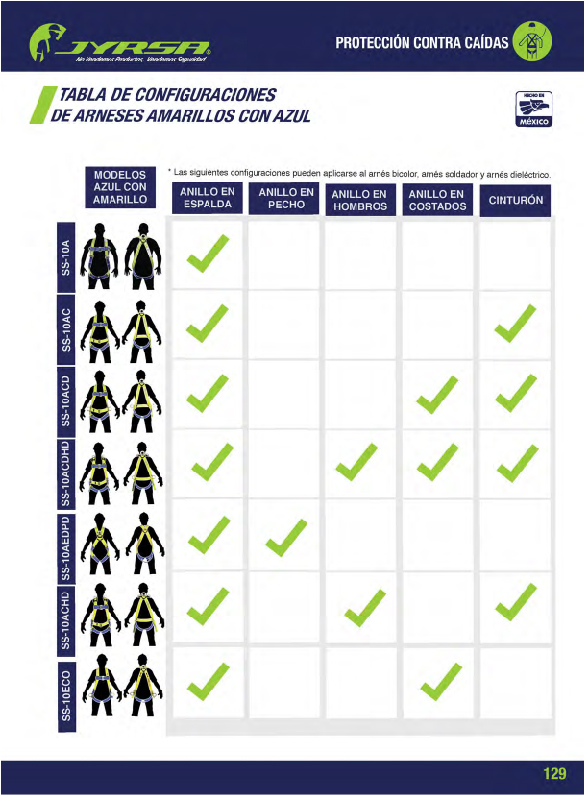 JYRSA®
No Vendemos Productos, Vendemos Seguridad
PROTECCIÓN CONTRA CAÍDAS
TABLA DE CONFIGURACIONES
DE ARNESES AMARILLOS CON AZUL
HECHO EN
MÉXICO
* Las siguientes configuraciones pueden aplicarse al arnés bicolor, arnés soldador y arnés dieléctrico.
MODELOS
AZUL CON
AMARILLO
ANILLO EN
ESPALDA
ANILLO EN
PECHO
ANILLO EN
HOMBROS
ANILLO EN
COSTADOS
CINTURÓN
SS-10A
SS-10AC
SS-10ACD
SS-10ACDHD
SS-10AEDPD
SS-10ACHD
SS-10ECO
129